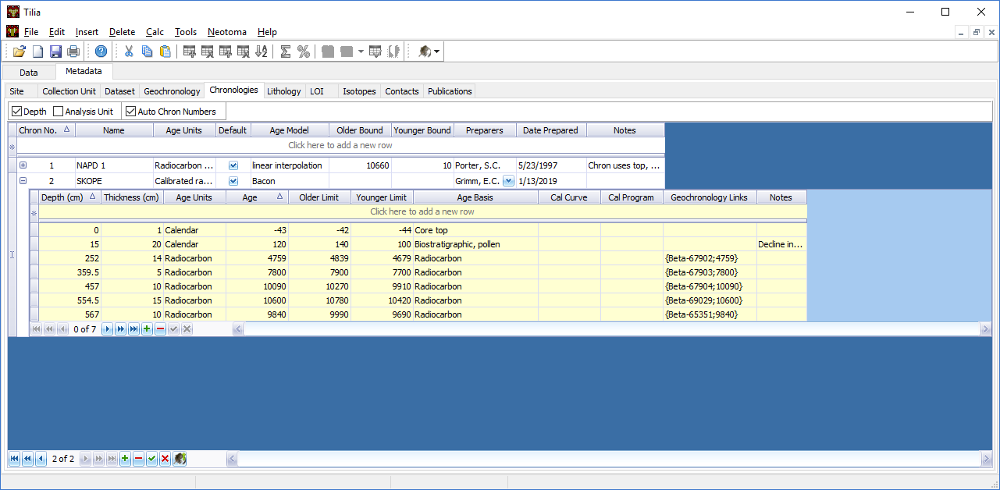 Tilia
File Edit Insert Delete Calc Tools Neotoma Help
Data Metadata
Site Collection Unit Dataset Geochronology Chronologies Lithology LOI Isotopes Contacts Publications
Depth Analysis Unit Auto Chron Numbers
Chron No. Name Age Units Default Age Model Older Bound Younger Bound Preparers Date Prepared Notes
Click here to add a new row
1 NAPD 1 Radiocarbon ... linear interpolation 10660 10 Porter, S.C. 5/23/1997 Chron uses top, ...
2 SKOPE Calibrated ra... Bacon Grimm, E.C. 1/13/2019
Depth (cm) Thickness (cm) Age Units Age Older Limit Younger Limit Age Basis Cal Curve Cal Program Geochronology Links Notes
Click here to add a new row
0 1 Calendar -43 -42 -44 Core top
15 20 Calendar 120 140 100 Biostratigraphic, pollen Decline in...
252 14 Radiocarbon 4759 4839 4679 Radiocarbon {Beta-67902;4759}
359.5 5 Radiocarbon 7800 7900 7700 Radiocarbon {Beta-67903;7800}
457 10 Radiocarbon 10090 10270 9910 Radiocarbon {Beta-67904;10090}
554.5 15 Radiocarbon 10600 10780 10420 Radiocarbon {Beta-69029;10600}
567 10 Radiocarbon 9840 9990 9690 Radiocarbon {Beta-65351;9840}
0 of 7
2 of 2